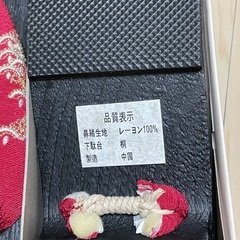 品質表示
鼻緒生地 レーヨン100%
下駄台 桐
製造 中国